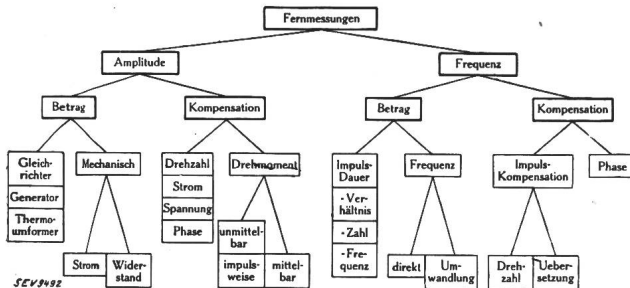 Fernmessungen
Amplitude
Frequenz
Betrag
Kompensation
Betrag
Kompensation
Gleich-
richter
Generator
Thermo-
umformer
Mechanisch
Drehzahl
Strom
Spannung
Phase
Drehmoment
Impuls-
Dauer
-Ver-
hältnis
-Zahl
-Fre-
quenz
Frequenz
Impuls-
Kompensation
Phase
Strom
Wider-
stand
unmittel-
bar
impuls-
weise
mittel-
bar
direkt
Um-
wandlung
Dreh-
zahl
Ueber-
setzung
SEV9492